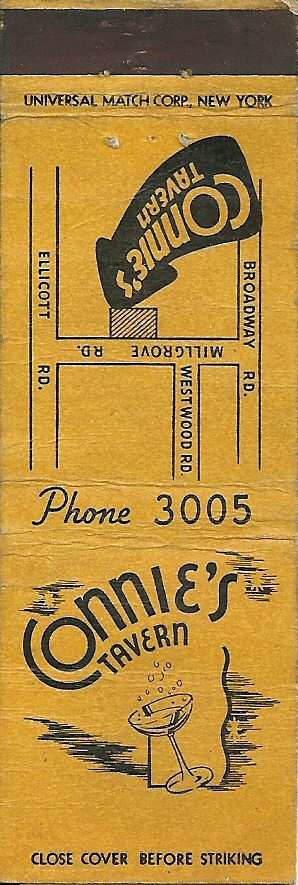 UNIVERSAL MATCH CORP., NEW YORK
CONNIE'S
TAVERN
ELLICOTT RD.
BROADWAY RD.
MILLGROVE RD.
WESTWOOD RD.
Phone 3005
CONNIE'S
TAVERN
CLOSE COVER BEFORE STRIKING